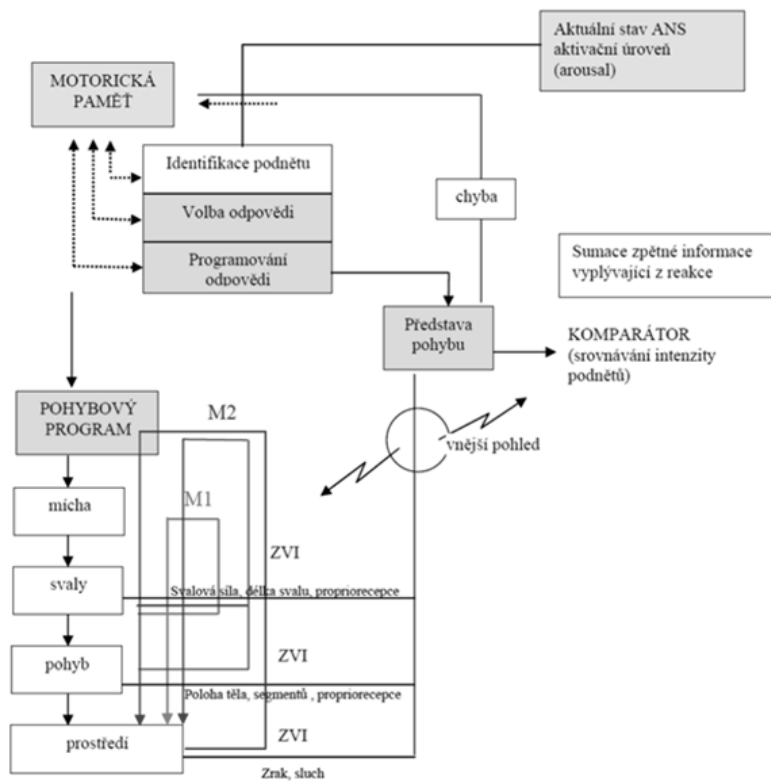 Aktuální stav ANS
aktivační úroveň
(arousal)
MOTORICKÁ
PAMĚŤ
Identifikace podnětu
Volba odpovědi
Programování
odpovědi
chyba
Sumace zpětné informace
vyplývající z reakce
Představa
pohybu
KOMPARÁTOR
(srovnávání intenzity
podnětů)
POHYBOVÝ
PROGRAM
M2
vnější pohled
mícha
M1
ZVI
svaly
Svalová síla, délka svalu, propriorecepce
ZVI
pohyb
Poloha těla, segmentů , propriorecepce
ZVI
prostředí
Zrak, sluch